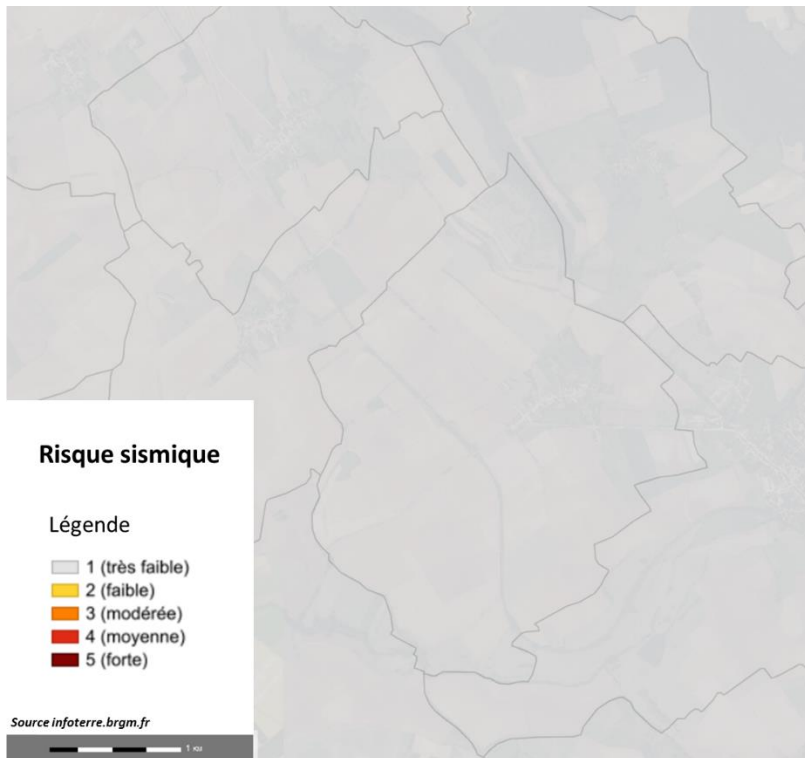 Risque sismique
Légende
1 (très faible)
2 (faible)
3 (modérée)
4 (moyenne)
5 (forte)
Source infoterre.brgm.fr
1 KM